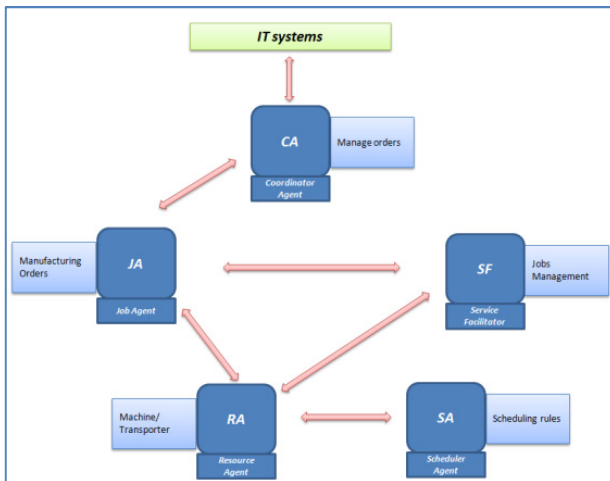 IT systems
CA
Manage orders
Coordinator
Agent
Manufacturing
Orders
JA
Job Agent
SF
Jobs
Management
Service
Facilitator
Machine/
Transporter
RA
Resource
Agent
SA
Scheduling rules
Scheduler
Agent